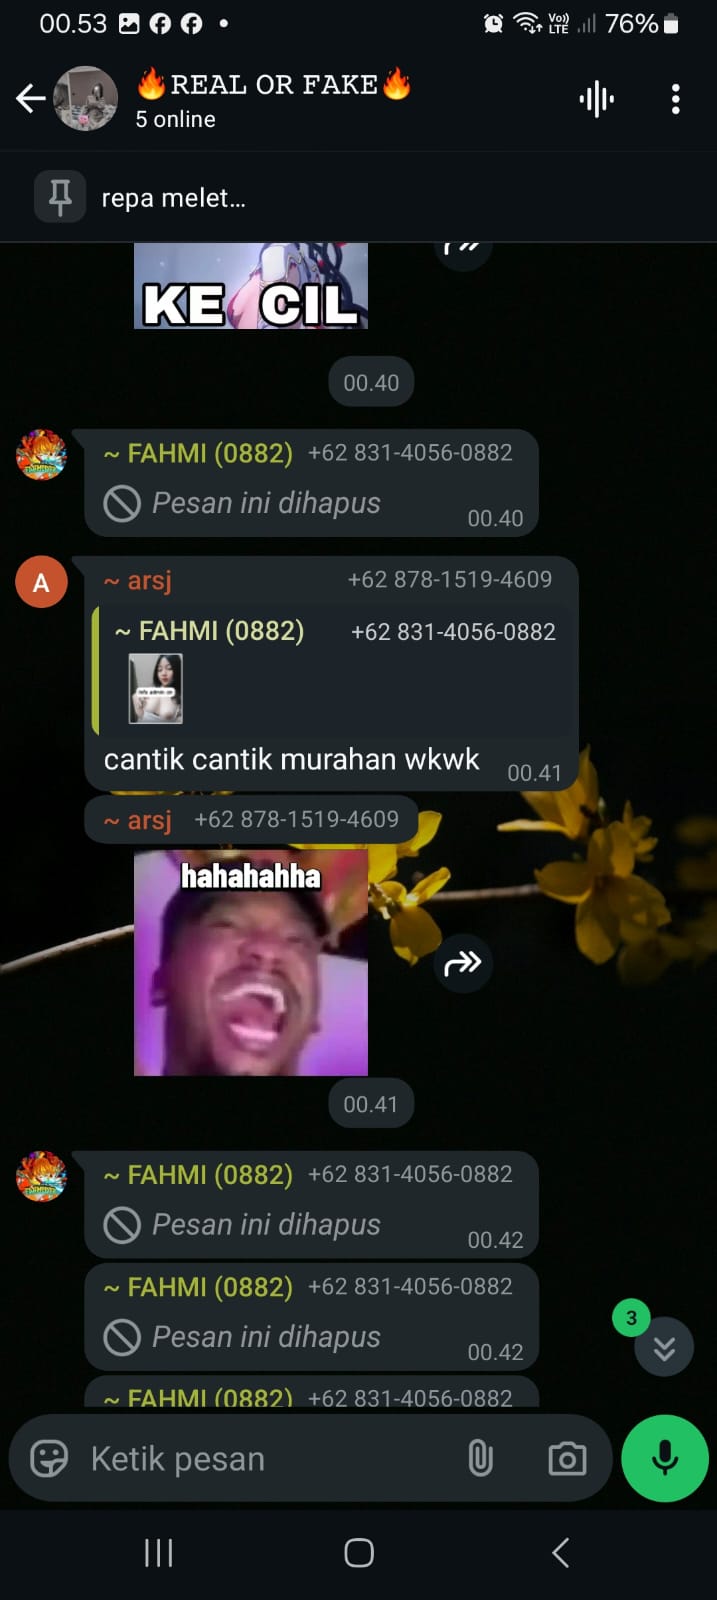 00.53
Vo))
LTE
76%
🔥REAL OR FAKE🔥
5 online
repa melet…
KE CIL
00.40
~ FAHMI (0882) +62 831-4056-0882
Pesan ini dihapus
00.40
A
~ arsj +62 878-1519-4609
~ FAHMI (0882) +62 831-4056-0882
cantik cantik murahan wkwk
00.41
~ arsj +62 878-1519-4609
hahahahha
00.41
~ FAHMI (0882) +62 831-4056-0882
Pesan ini dihapus
00.42
~ FAHMI (0882) +62 831-4056-0882
Pesan ini dihapus
00.42
3
~ FAHMI (0882) +62 831-4056-0882
Ketik pesan